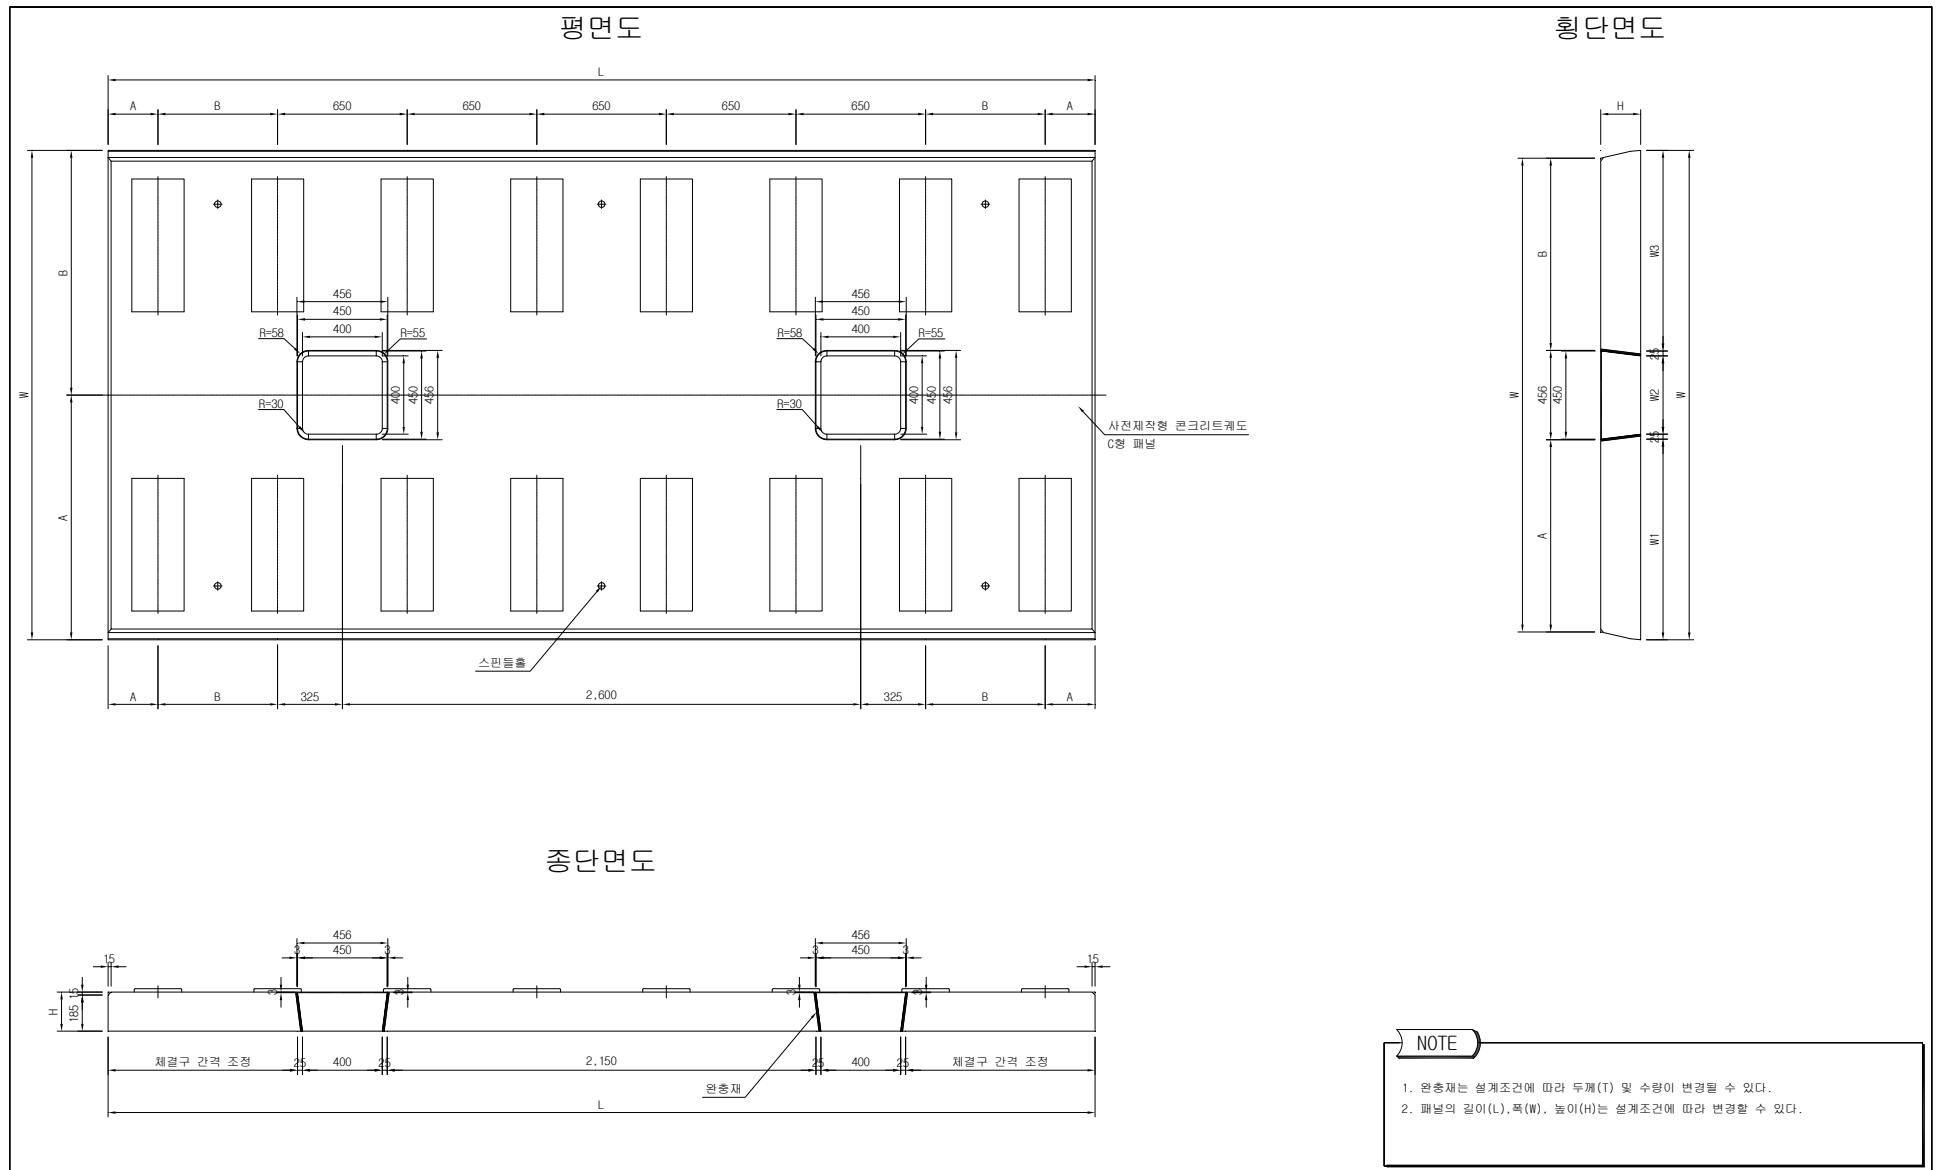 평면도
횡단면도
L
A B 650 650 650 650 650 B A
H
B
A
W
456
450
400
R=58
R=55
R=30
400
450
456
456
450
400
R=58
R=55
R=30
400
450
456
사전제작형 콘크리트궤도
C형 패널
스핀들홀
A B 325 2,600 325 B A
W
B
456
450
A
W3
25
W2
25
W1
W
종단면도
456
3 450 3
15
456
3 450 3
15
15
185
H
3
3
3
3
체결구 간격 조정 25 400 25 2,150 25 400 25 체결구 간격 조정
완충재
L
NOTE
1. 완충재는 설계조건에 따라 두께(T) 및 수량이 변경될 수 있다.
2. 패널의 길이(L),폭(W), 높이(H)는 설계조건에 따라 변경할 수 있다.